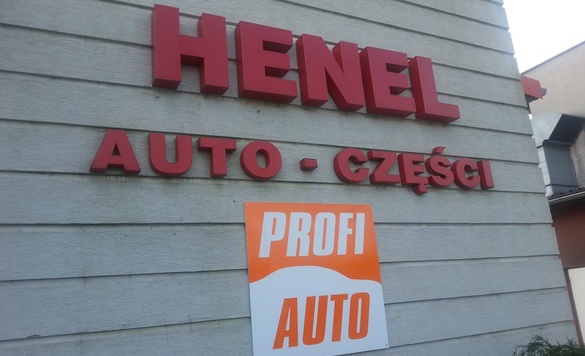 HENEL
AUTO - CZĘŚCI
PROFI
AUTO